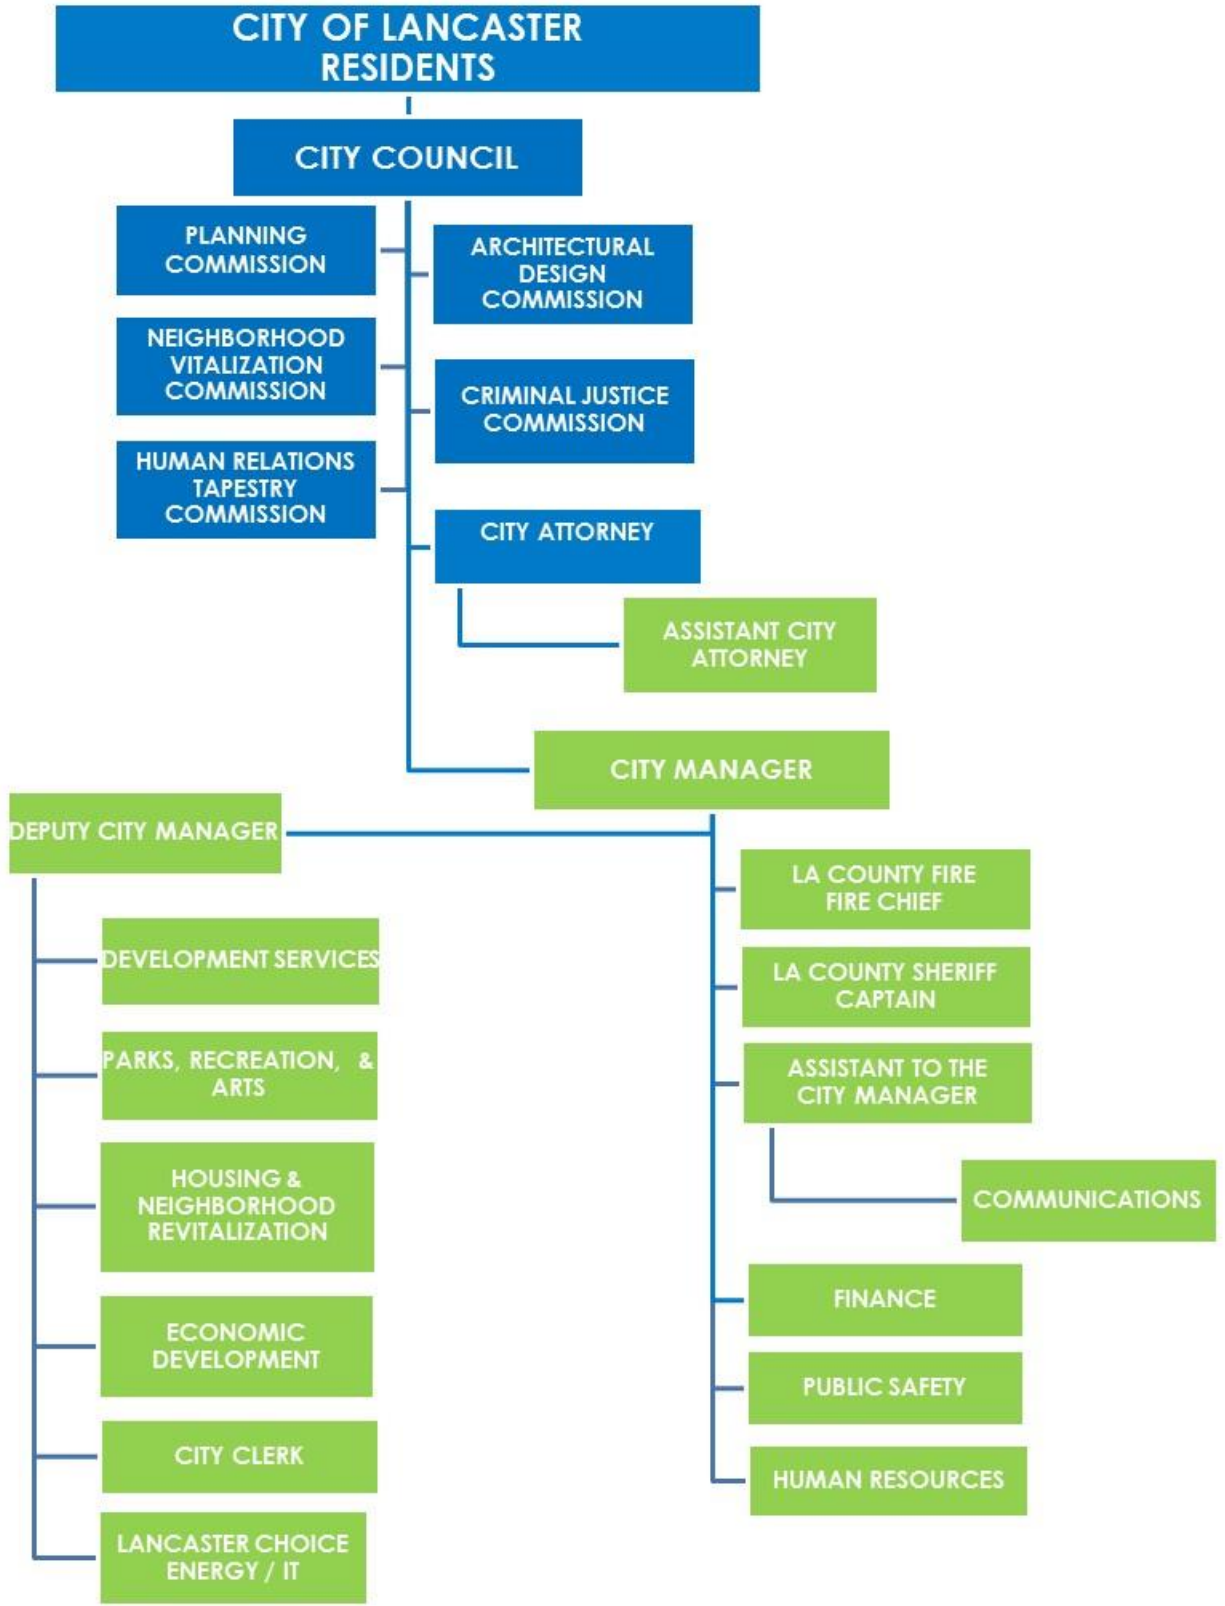 CITY OF LANCASTER
RESIDENTS
CITY COUNCIL
PLANNING
COMMISSION
ARCHITECTURAL
DESIGN
COMMISSION
NEIGHBORHOOD
VITALIZATION
COMMISSION
CRIMINAL JUSTICE
COMMISSION
HUMAN RELATIONS
TAPESTRY
COMMISSION
CITY ATTORNEY
ASSISTANT CITY
ATTORNEY
CITY MANAGER
DEPUTY CITY MANAGER
DEVELOPMENT SERVICES
PARKS, RECREATION, &
ARTS
HOUSING &
NEIGHBORHOOD
REVITALIZATION
ECONOMIC
DEVELOPMENT
CITY CLERK
LANCASTER CHOICE
ENERGY / IT
LA COUNTY FIRE
FIRE CHIEF
LA COUNTY SHERIFF
CAPTAIN
ASSISTANT TO THE
CITY MANAGER
COMMUNICATIONS
FINANCE
PUBLIC SAFETY
HUMAN RESOURCES